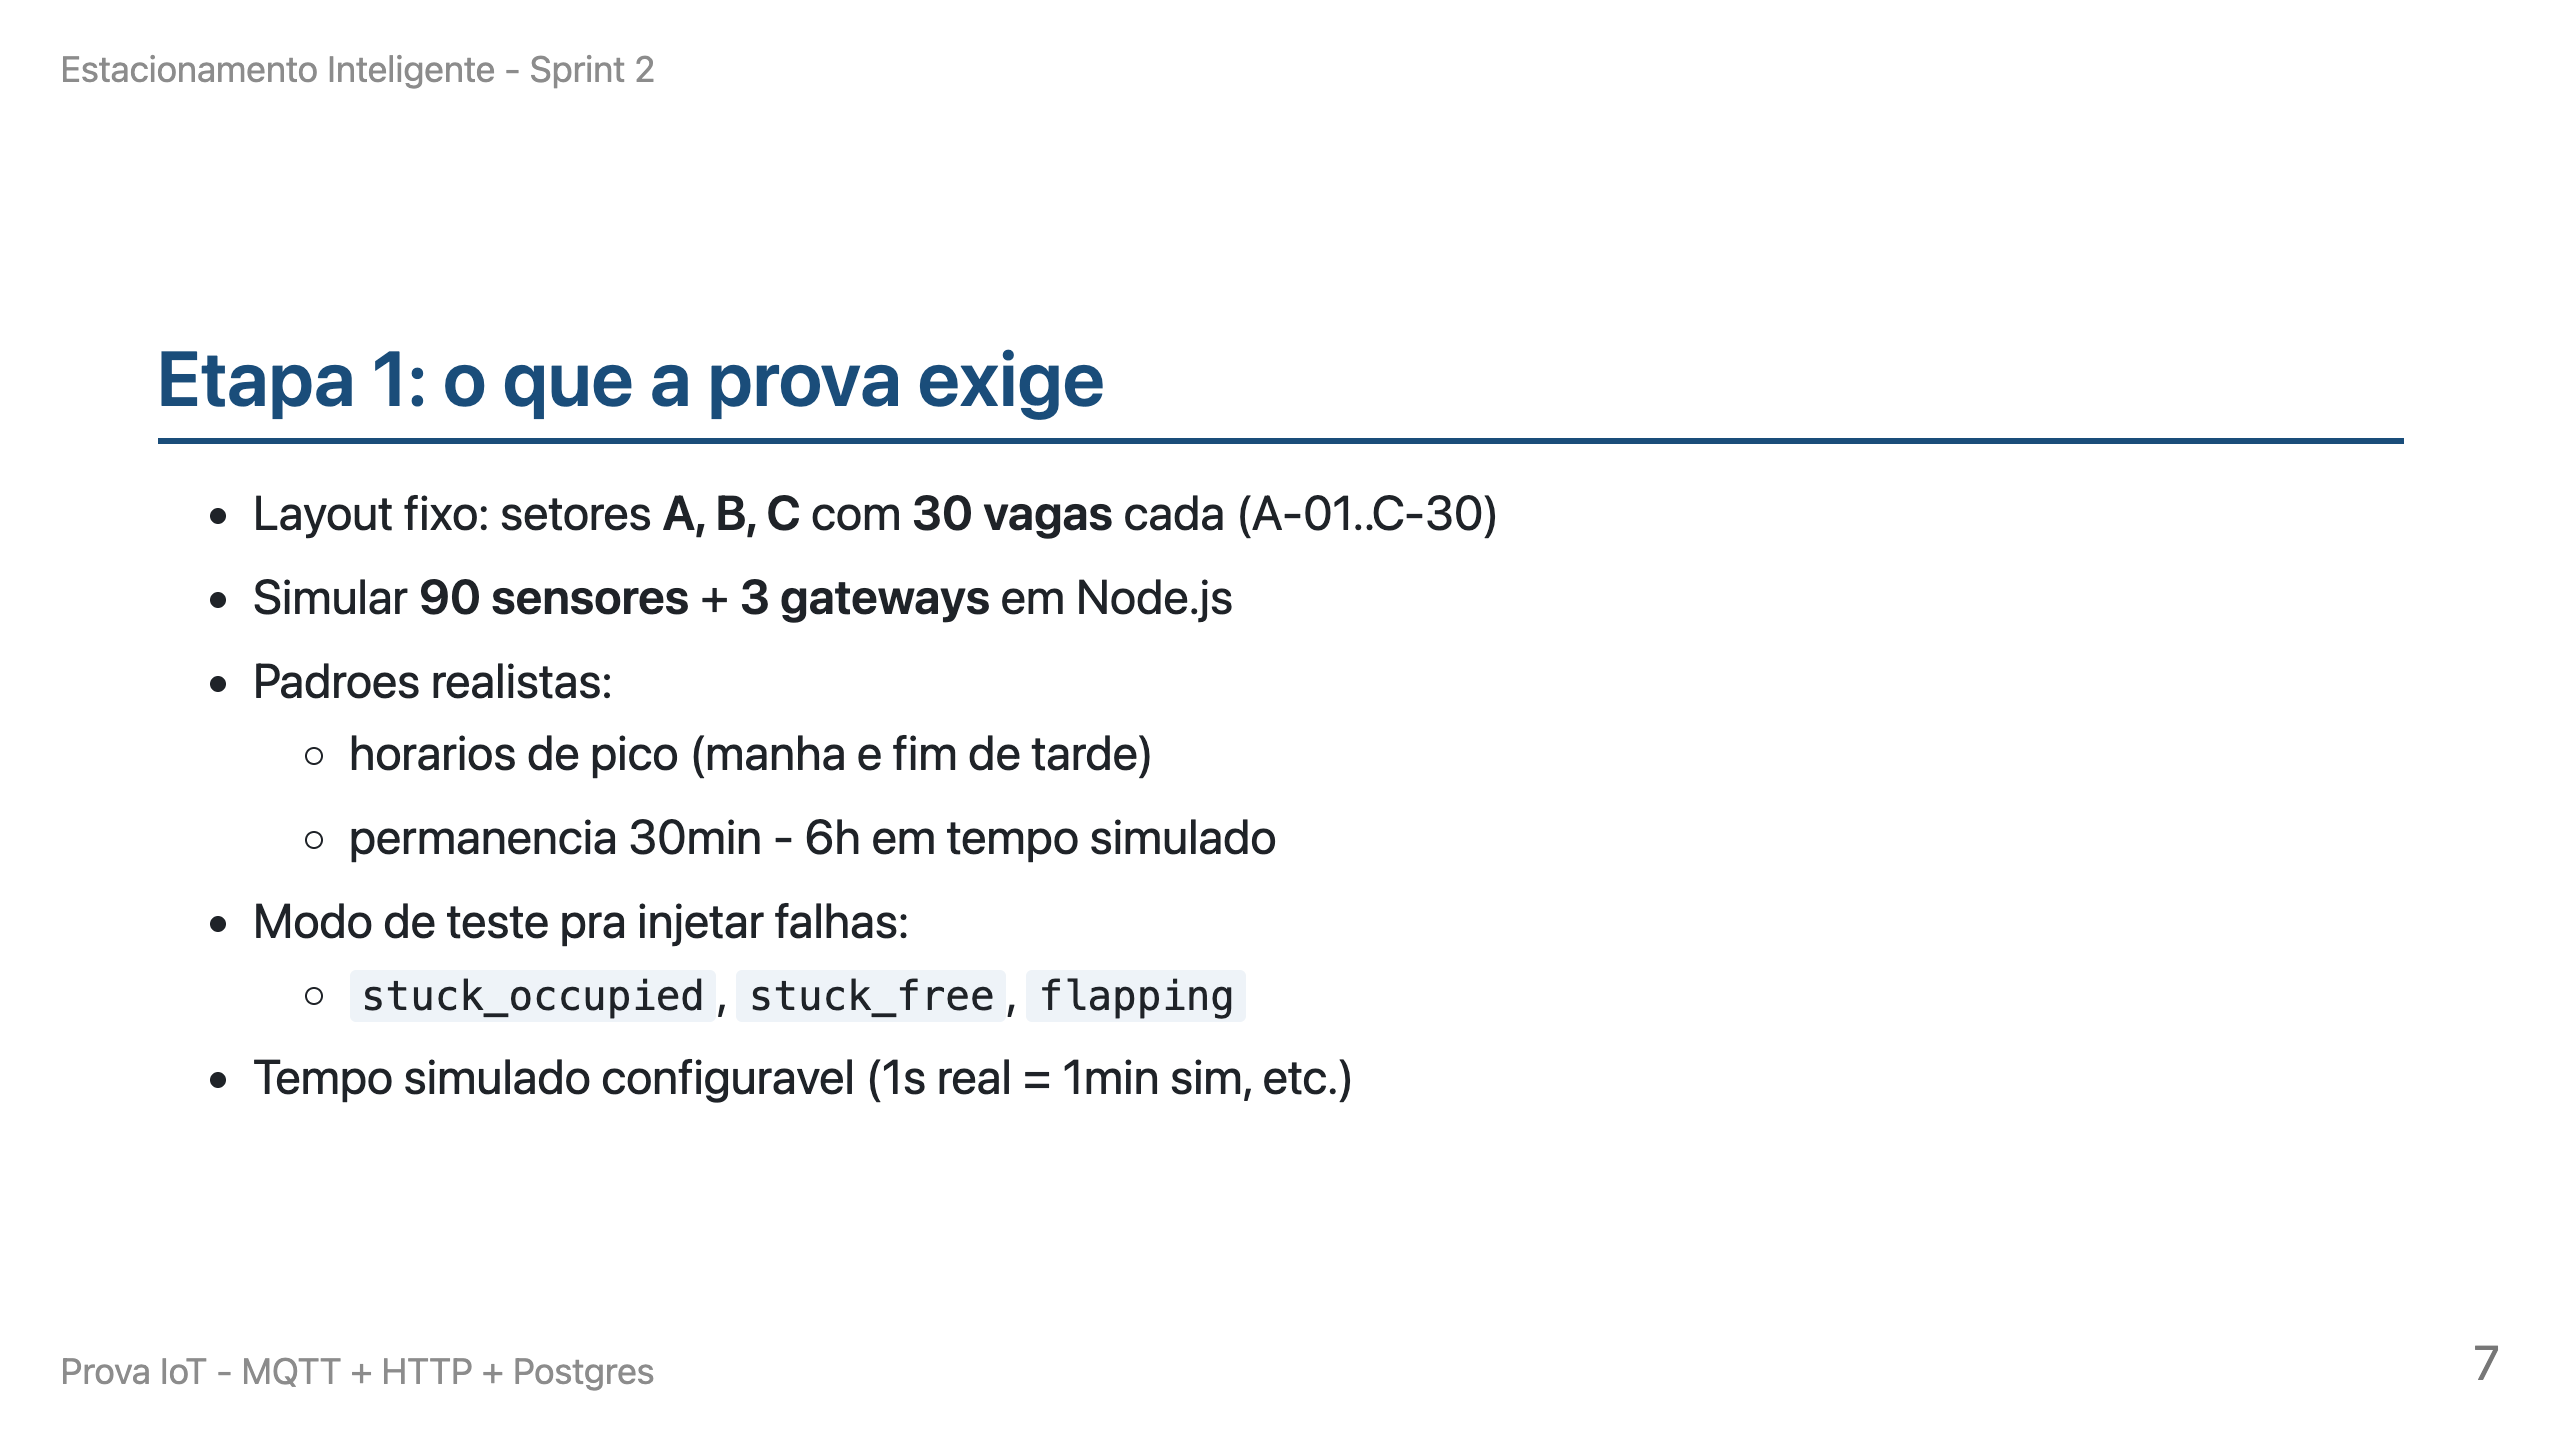 Estacionamento Inteligente - Sprint 2
Etapa 1: o que a prova exige
Layout fixo: setores A, B, C com 30 vagas cada (A-01..C-30)
Simular 90 sensores + 3 gateways em Node.js
Padroes realistas:
horarios de pico (manha e fim de tarde)
permanencia 30min - 6h em tempo simulado
Modo de teste pra injetar falhas:
stuck_occupied, stuck_free, flapping
Tempo simulado configuravel (1s real = 1min sim, etc.)
Prova IoT - MQTT + HTTP + Postgres
7